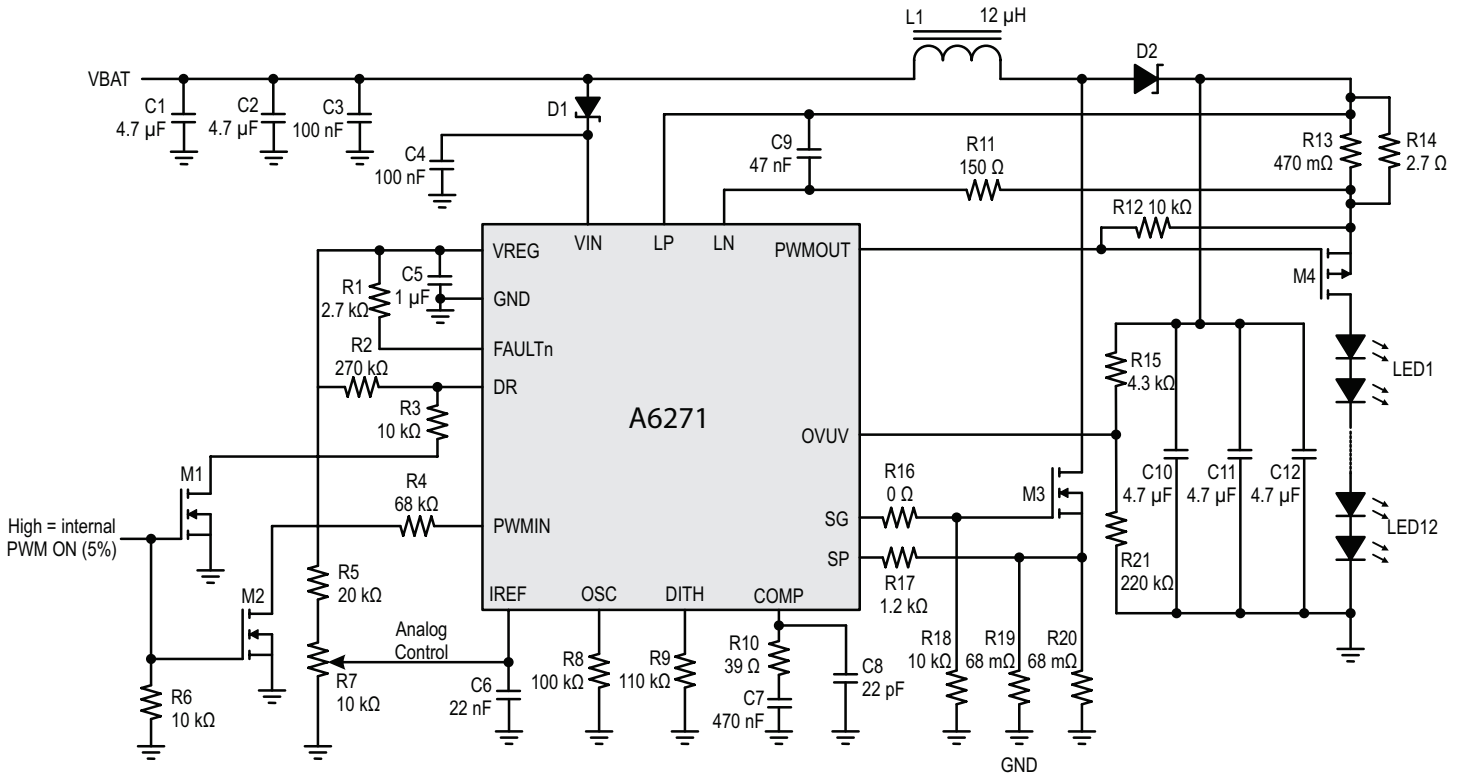 L1
12 µH
D2
VBAT
C1
4.7 µF
C2
4.7 µF
C3
100 nF
D1
C4
100 nF
C9
47 nF
R11
150 Ω
R13
470 mΩ
R14
2.7 Ω
R12 10 kΩ
VIN
LP
LN
PWMOUT
VREG
C5
1 µF
GND
R1
2.7 kΩ
FAULTn
R2
270 kΩ
DR
R3
10 kΩ
A6271
OVUV
M4
LED1
R15
4.3 kΩ
C10
4.7 µF
C11
4.7 µF
C12
4.7 µF
LED12
M1
R4
68 kΩ
PWMIN
R16
0 Ω
SG
M3
SP
R17
1.2 kΩ
R21
220 kΩ
High = internal
PWM ON (5%)
M2
R5
20 kΩ
IREF
OSC
DITH
COMP
Analog
Control
R6
10 kΩ
R7
10 kΩ
C6
22 nF
R8
100 kΩ
R9
110 kΩ
R10
39 Ω
C7
470 nF
C8
22 pF
R18
10 kΩ
R19
68 mΩ
R20
68 mΩ
GND